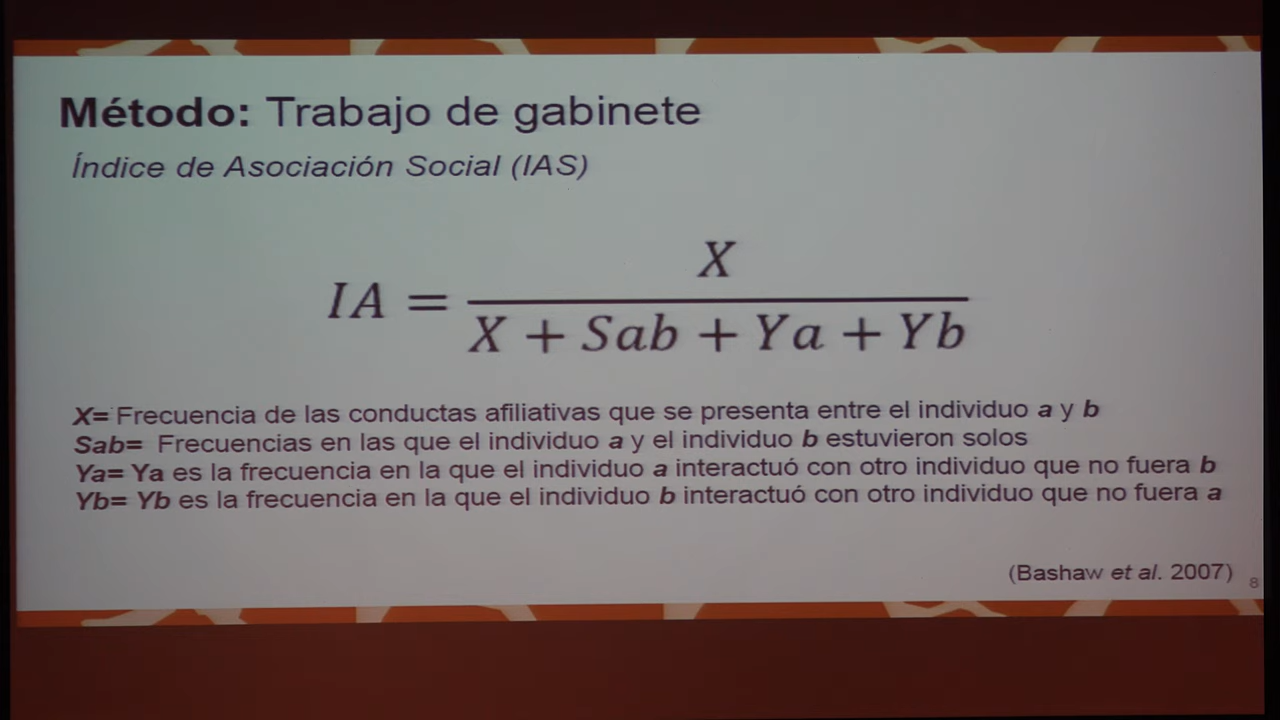 Método: Trabajo de gabinete
Índice de Asociación Social (IAS)
IA = X / (X + Sab + Ya + Yb)
X= Frecuencia de las conductas afiliativas que se presenta entre el individuo a y b
Sab= Frecuencias en las que el individuo a y el individuo b estuvieron solos
Ya= Ya es la frecuencia en la que el individuo a interactuó con otro individuo que no fuera b
Yb= Yb es la frecuencia en la que el individuo b interactuó con otro individuo que no fuera a
(Bashaw et al. 2007)
8